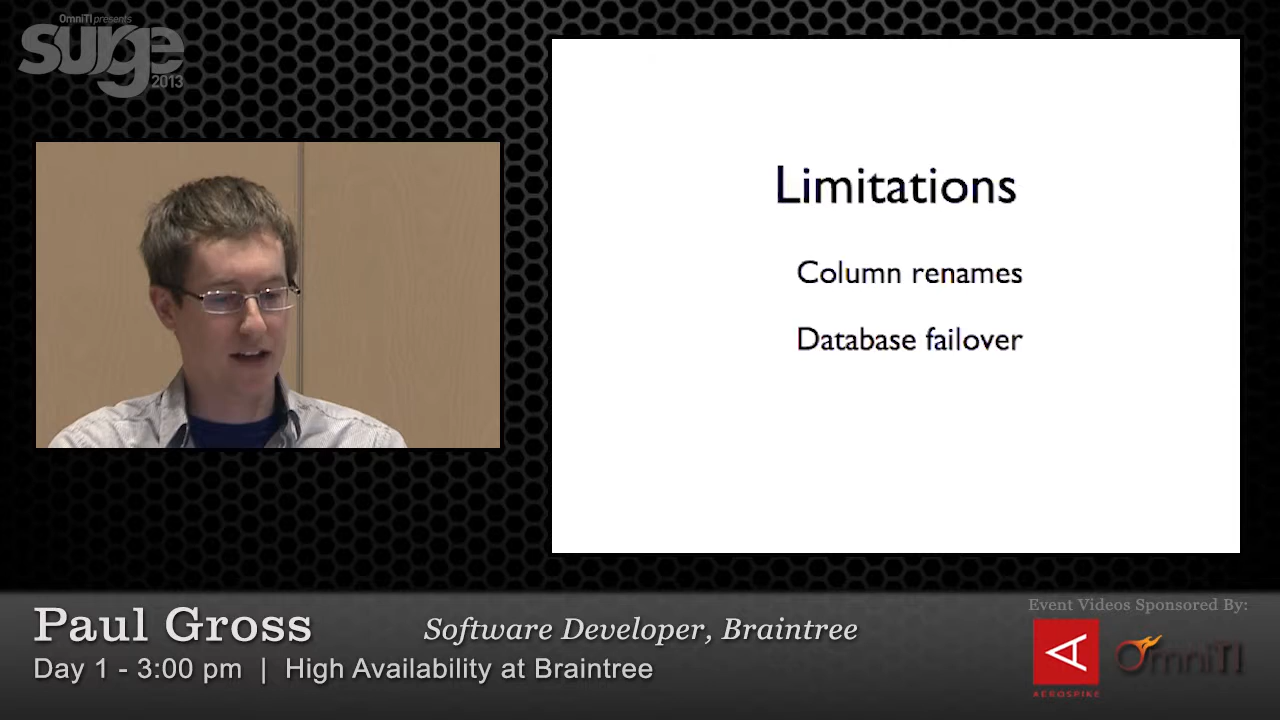 OmniTI presents
surge
2013
Limitations
Column renames
Database failover
Paul Gross
Software Developer, Braintree
Day 1 - 3:00 pm | High Availability at Braintree
Event Videos Sponsored By:
AEROSPIKE
OmniTI